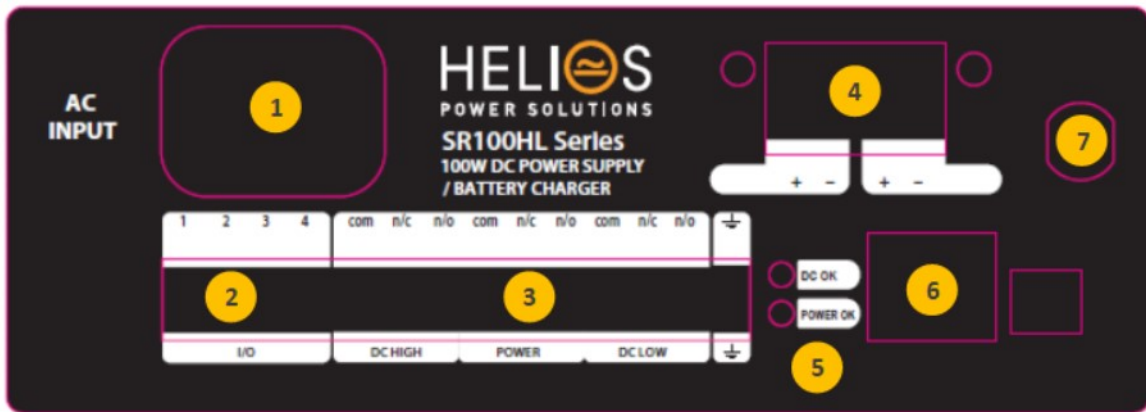 AC
INPUT
1
HELIOS
POWER SOLUTIONS
SR100HL Series
100W DC POWER SUPPLY
/ BATTERY CHARGER
4
7
+ − + −
1 2 3 4 com n/c n/o com n/c n/o com n/c n/o
2 3
DC OK
POWER OK
6
I/O DC HIGH POWER DC LOW
5